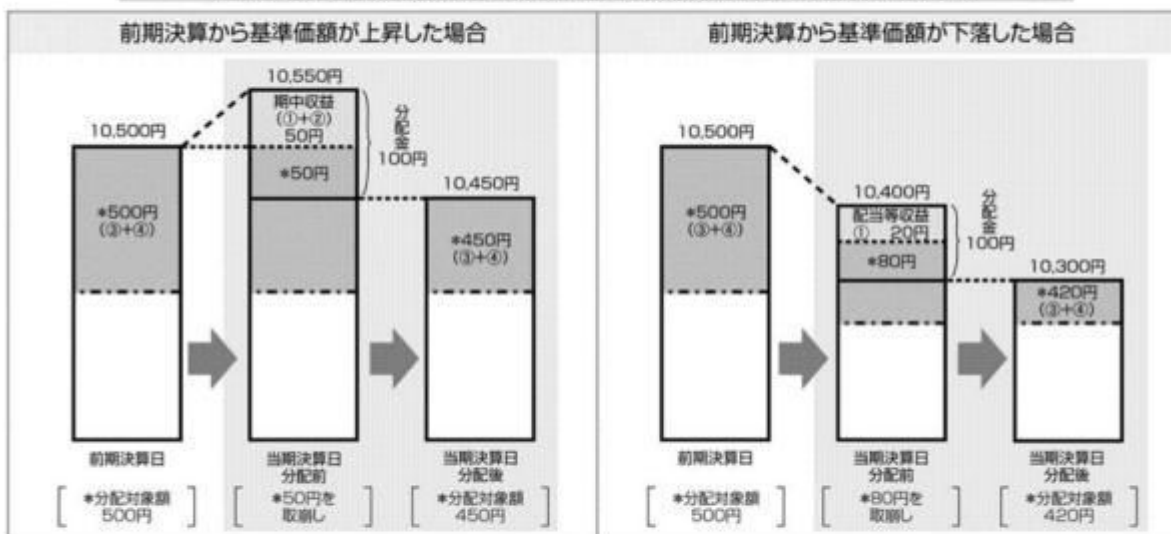 前期決算から基準価額が上昇した場合
10,550円
期中収益
(①+②)
50円
*50円
分配金
100円
10,500円
*500円
(③+④)
10,450円
*450円
(③+④)
前期決算日
当期決算日
分配前
当期決算日
分配後
*分配対象額
500円
*50円を
取崩し
*分配対象額
450円
前期決算から基準価額が下落した場合
10,500円
*500円
(③+④)
10,400円
配当等収益
① 20円
*80円
分配金
100円
10,300円
*420円
(③+④)
前期決算日
当期決算日
分配前
当期決算日
分配後
*分配対象額
500円
*80円を
取崩し
*分配対象額
420円